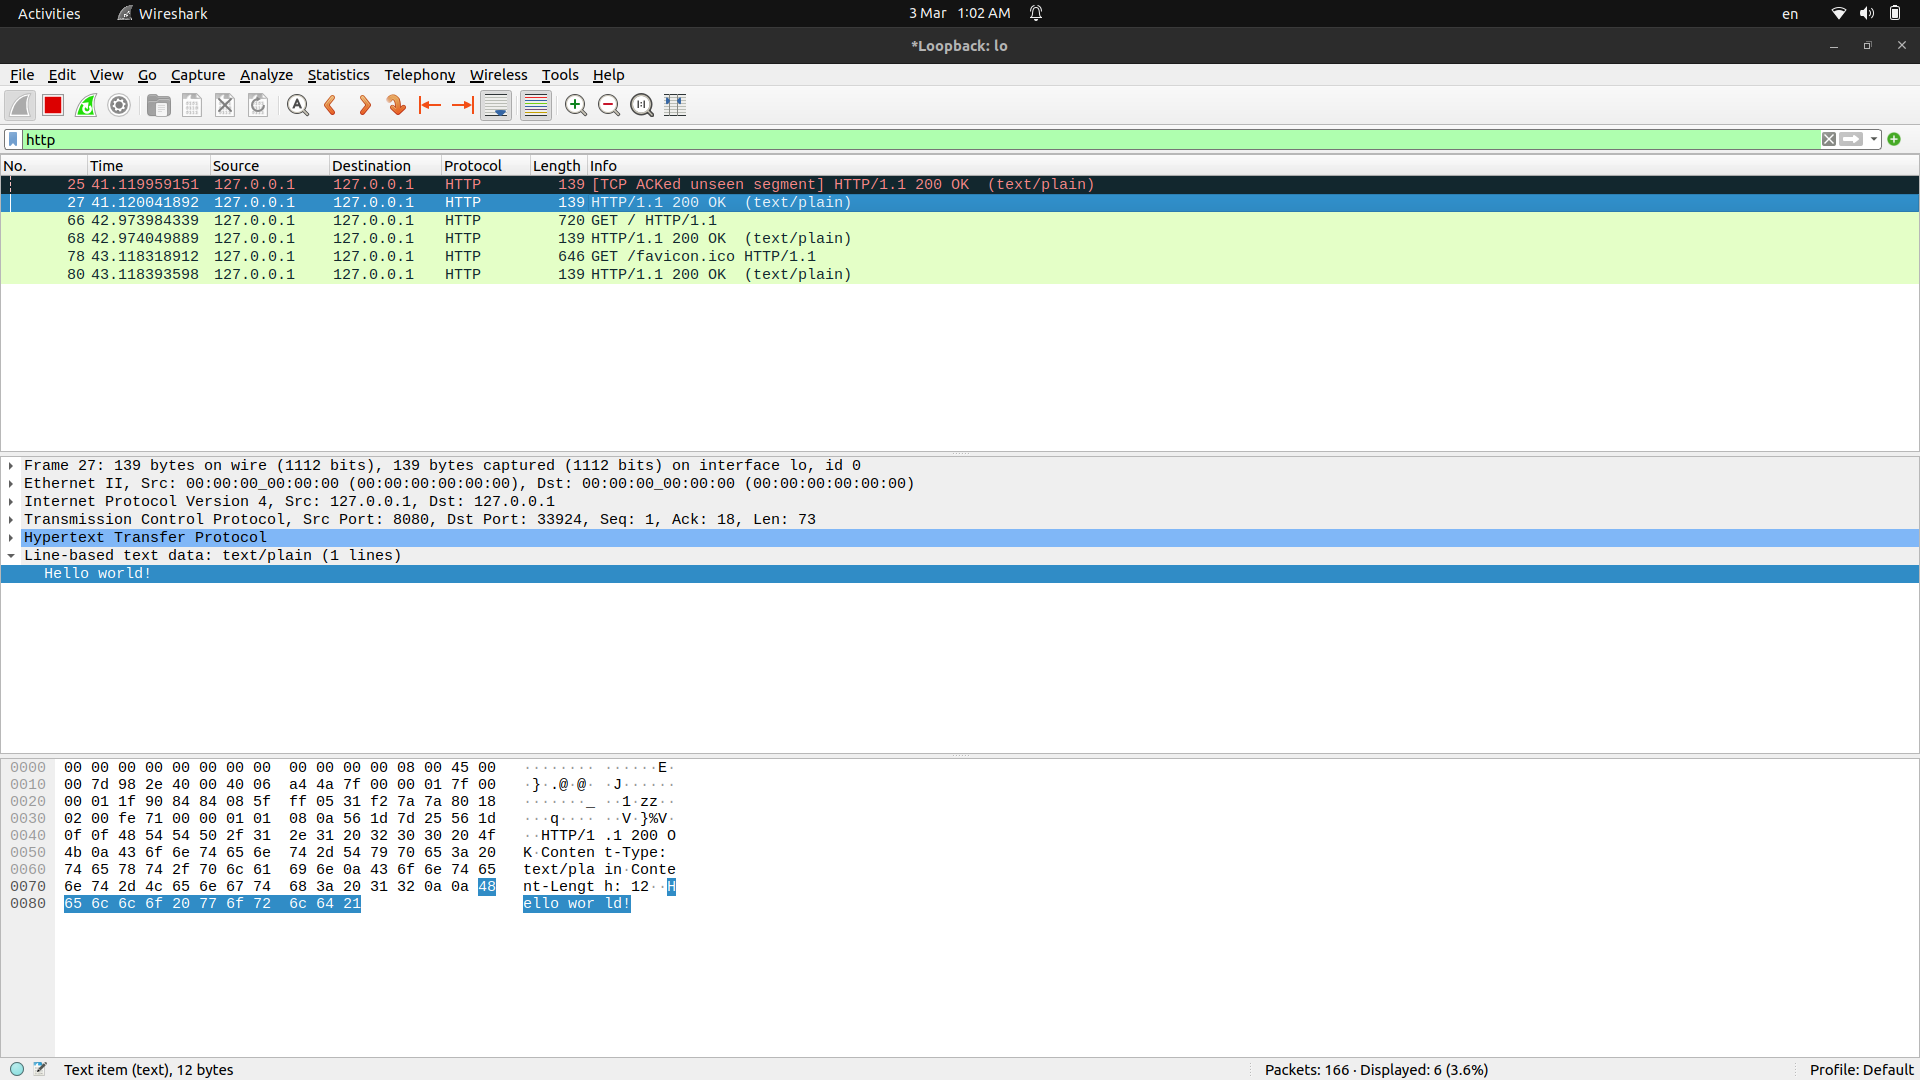 Activities Wireshark 3 Mar 1:02 AM en
*Loopback: lo
File Edit View Go Capture Analyze Statistics Telephony Wireless Tools Help
http
No. Time Source Destination Protocol Length Info
25 41.119959151 127.0.0.1 127.0.0.1 HTTP 139 [TCP ACKed unseen segment] HTTP/1.1 200 OK (text/plain)
27 41.120041892 127.0.0.1 127.0.0.1 HTTP 139 HTTP/1.1 200 OK (text/plain)
66 42.973984339 127.0.0.1 127.0.0.1 HTTP 720 GET / HTTP/1.1
68 42.974049889 127.0.0.1 127.0.0.1 HTTP 139 HTTP/1.1 200 OK (text/plain)
78 43.118318912 127.0.0.1 127.0.0.1 HTTP 646 GET /favicon.ico HTTP/1.1
80 43.118393598 127.0.0.1 127.0.0.1 HTTP 139 HTTP/1.1 200 OK (text/plain)
Frame 27: 139 bytes on wire (1112 bits), 139 bytes captured (1112 bits) on interface lo, id 0
Ethernet II, Src: 00:00:00_00:00:00 (00:00:00:00:00:00), Dst: 00:00:00_00:00:00 (00:00:00:00:00:00)
Internet Protocol Version 4, Src: 127.0.0.1, Dst: 127.0.0.1
Transmission Control Protocol, Src Port: 8080, Dst Port: 33924, Seq: 1, Ack: 18, Len: 73
Hypertext Transfer Protocol
Line-based text data: text/plain (1 lines)
Hello world!
0000 00 00 00 00 00 00 00 00 00 00 00 00 08 00 45 00 ········ ······E·
0010 00 7d 98 2e 40 00 40 06 a4 4a 7f 00 00 01 7f 00 ·}·.@·@· ·J······
0020 00 01 1f 90 84 84 08 5f ff 05 31 f2 7a 7a 80 18 ·······_ ··1·zz··
0030 02 00 fe 71 00 00 01 01 08 0a 56 1d 7d 25 56 1d ···q···· ··V·}%V·
0040 0f 0f 48 54 54 50 2f 31 2e 31 20 32 30 30 20 4f ··HTTP/1 .1 200 O
0050 4b 0a 43 6f 6e 74 65 6e 74 2d 54 79 70 65 3a 20 K·Conten t-Type:
0060 74 65 78 74 2f 70 6c 61 69 6e 0a 43 6f 6e 74 65 text/pla in·Conte
0070 6e 74 2d 4c 65 6e 67 74 68 3a 20 31 32 0a 0a 48 nt-Lengt h: 12··H
0080 65 6c 6c 6f 20 77 6f 72 6c 64 21 ello wor ld!
Text item (text), 12 bytes Packets: 166 · Displayed: 6 (3.6%) Profile: Default